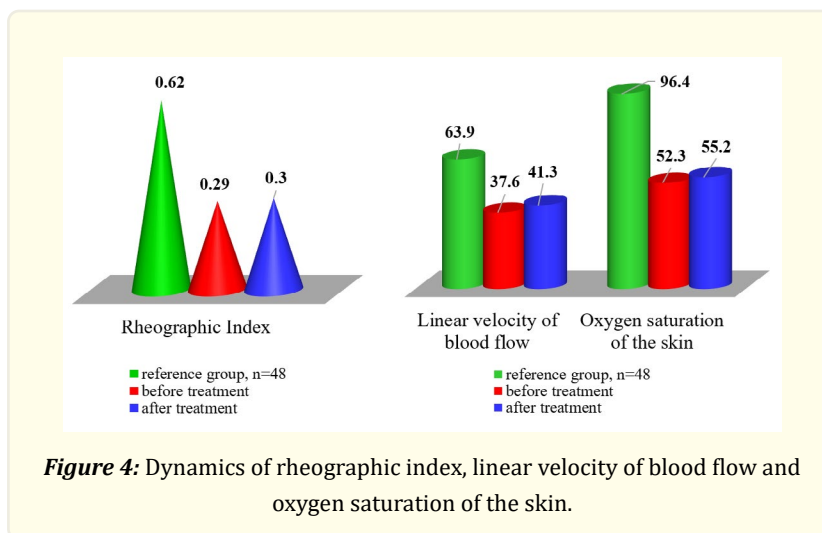 0.62
0.29
0.3
Rheographic Index
■ reference group, n=48
■ before treatment
■ after treatment
63.9
37.6
41.3
96.4
52.3
55.2
Linear velocity of
blood flow
Oxygen saturation
of the skin
■ reference group, n=48
■ before treatment
■ after treatment
Figure 4: Dynamics of rheographic index, linear velocity of blood flow and
oxygen saturation of the skin.